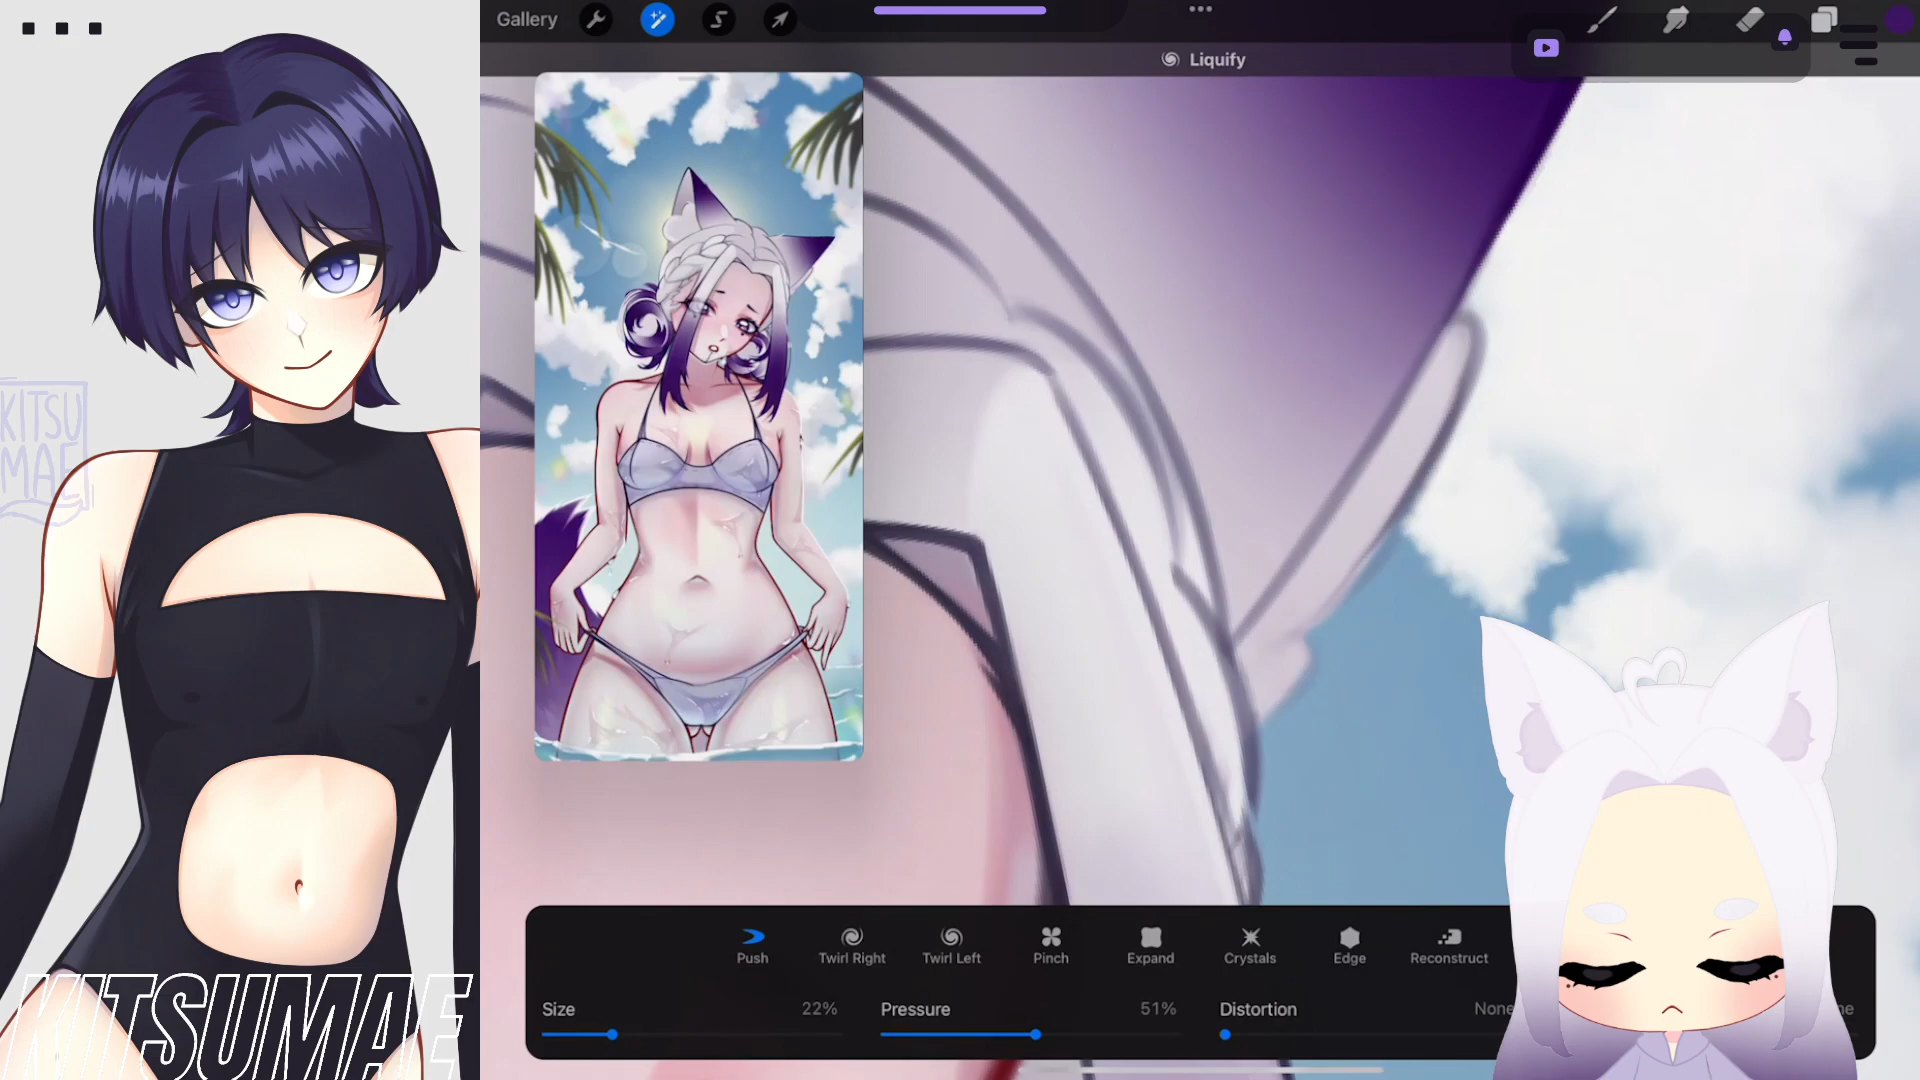 Gallery
Liquify
KITSU
MAE
Push
Twirl Right
Twirl Left
Pinch
Expand
Crystals
Edge
Reconstruct
Size
22%
Pressure
51%
Distortion
None
KITSUMAE